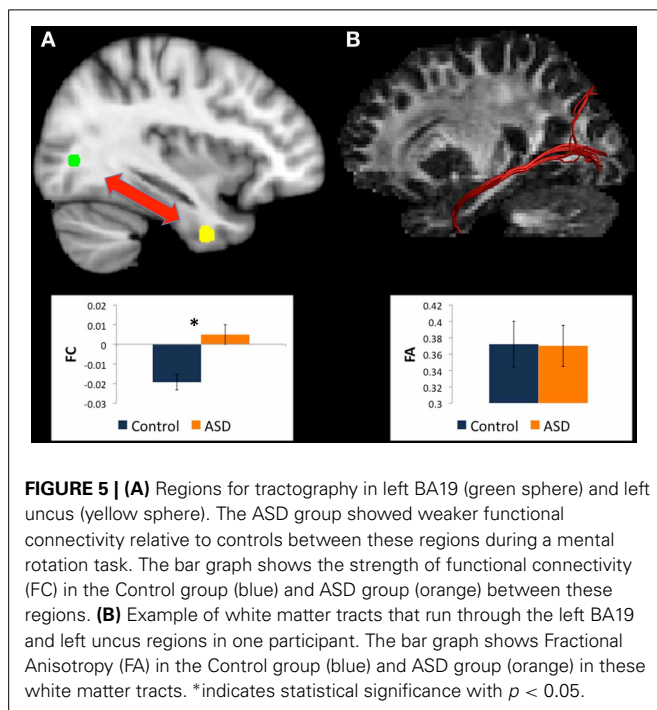 A
B
0.02
0.01
0
-0.01
-0.02
-0.03
FC
*
Control ASD
0.42
0.4
0.38
0.36
0.34
0.32
0.3
FA
Control ASD
FIGURE 5 | (A) Regions for tractography in left BA19 (green sphere) and left
uncus (yellow sphere). The ASD group showed weaker functional
connectivity relative to controls between these regions during a mental
rotation task. The bar graph shows the strength of functional connectivity
(FC) in the Control group (blue) and ASD group (orange) between these
regions. (B) Example of white matter tracts that run through the left BA19
and left uncus regions in one participant. The bar graph shows Fractional
Anisotropy (FA) in the Control group (blue) and ASD group (orange) in these
white matter tracts. *indicates statistical significance with p < 0.05.